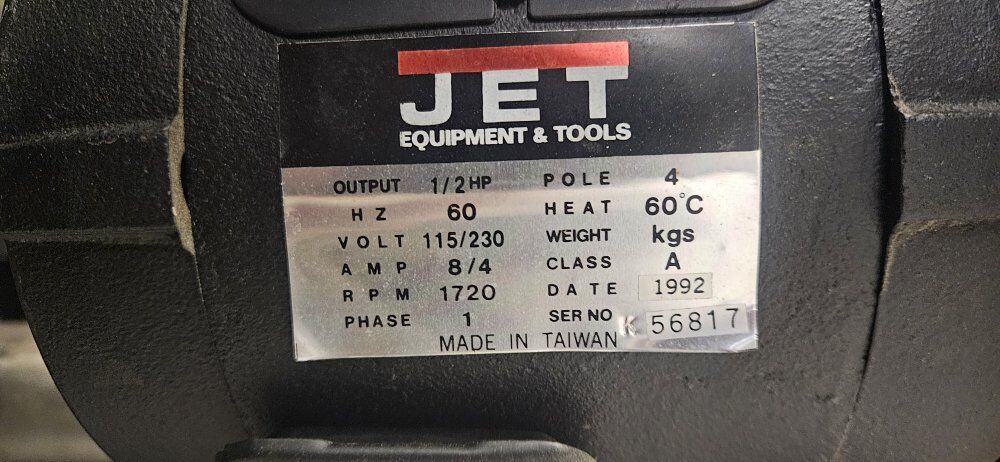 JET
EQUIPMENT & TOOLS
OUTPUT 1/2HP POLE 4
HZ 60 HEAT 60°C
VOLT 115/230 WEIGHT kgs
AMP 8/4 CLASS A
RPM 1720 DATE 1992
PHASE 1 SER NO K 56817
MADE IN TAIWAN